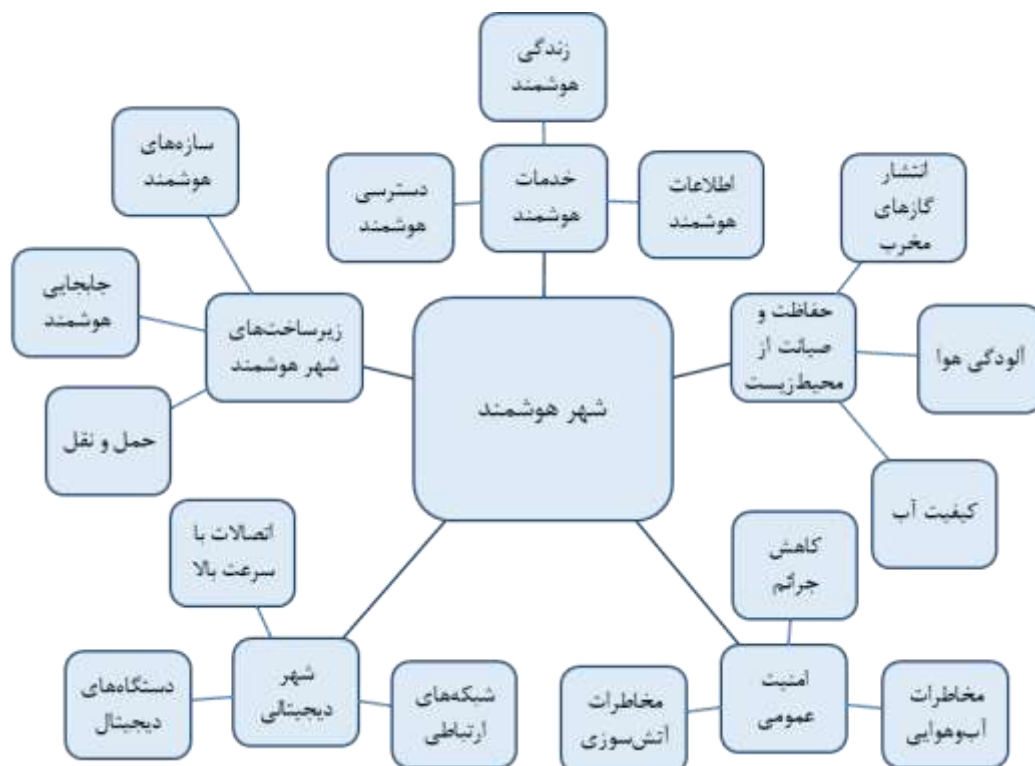 زندگی
هوشمند
سازه‌های
هوشمند
دسترسی
هوشمند
خدمات
هوشمند
اطلاعات
هوشمند
انتشار
گازهای
مخرب
جابجایی
هوشمند
زیرساخت‌های
شهر هوشمند
حفاظت و
صیانت از
محیط‌زیست
آلودگی هوا
شهر هوشمند
حمل و نقل
کیفیت آب
اتصالات با
سرعت بالا
کاهش
جرائم
دستگاه‌های
دیجیتال
شهر
دیجیتالی
شبکه‌های
ارتباطی
مخاطرات
آتش‌سوزی
امنیت
عمومی
مخاطرات
آب‌وهوایی